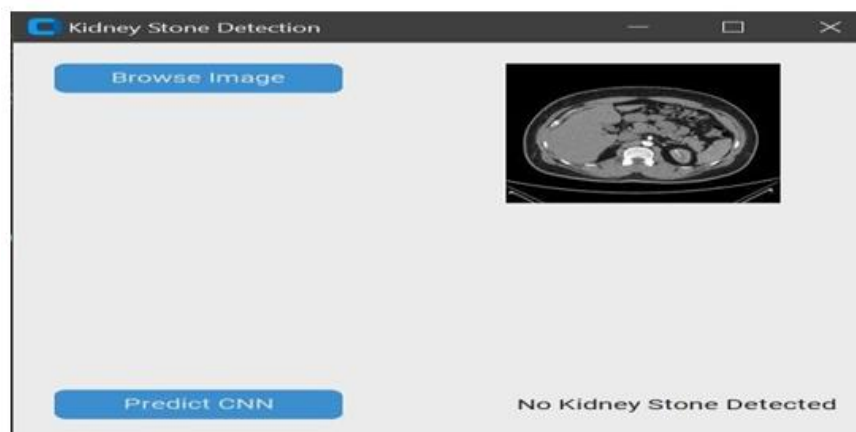 Kidney Stone Detection
Browse Image
Predict CNN
No Kidney Stone Detected